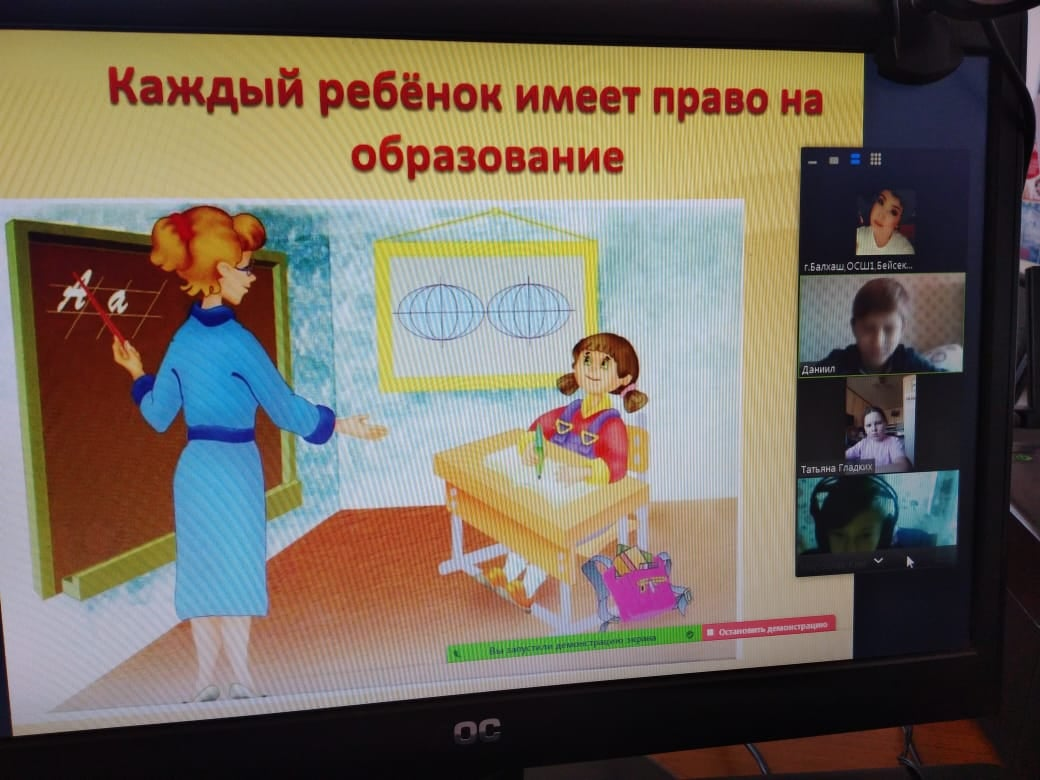 Каждый ребёнок имеет право на
образование
Аа
г.Балхаш,ОСШ1,Бейсек...
Даниил
Татьяна Гладких
Вы запустили демонстрацию экрана
Остановить демонстрацию
ОС